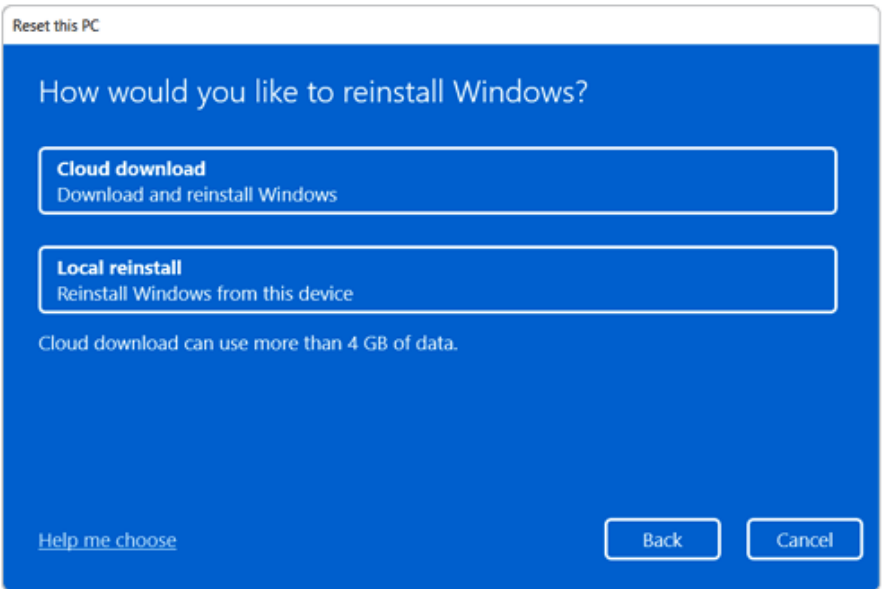 Reset this PC
How would you like to reinstall Windows?
Cloud download
Download and reinstall Windows
Local reinstall
Reinstall Windows from this device
Cloud download can use more than 4 GB of data.
Help me choose
Back
Cancel